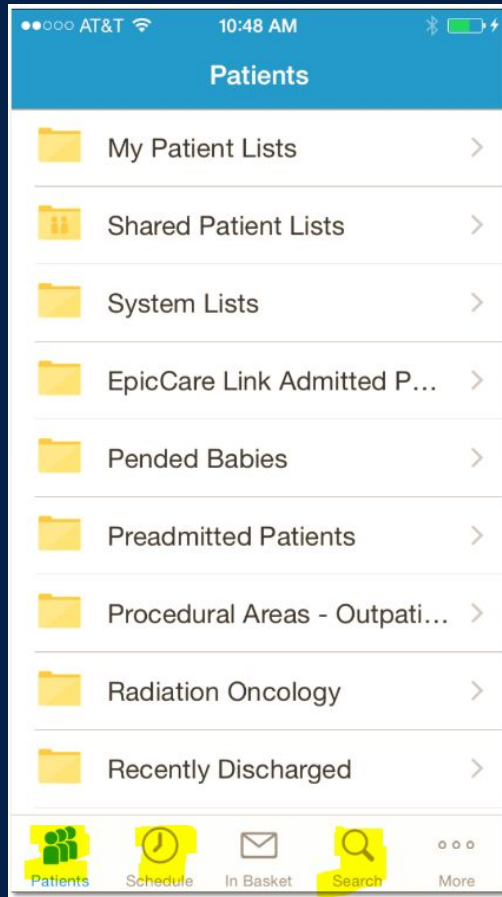 ●●○○○ AT&T 10:48 AM
Patients
My Patient Lists
Shared Patient Lists
System Lists
EpicCare Link Admitted P...
Pended Babies
Preadmitted Patients
Procedural Areas - Outpati...
Radiation Oncology
Recently Discharged
Patients Schedule In Basket Search More